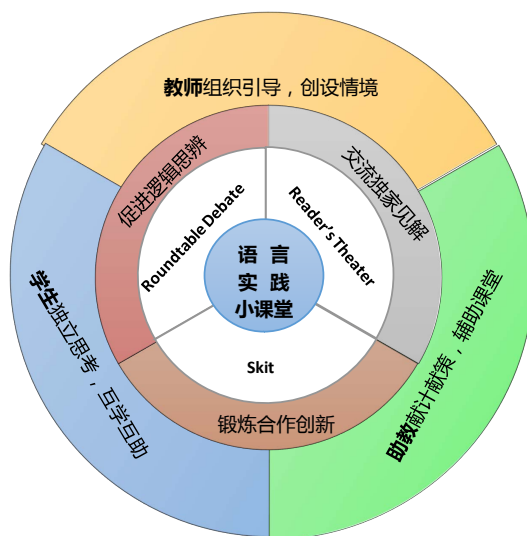 教师组织引导，创设情境
促进逻辑思辨
交流独家见解
Roundtable Debate
Reader's Theater
语 言
实 践
小课堂
Skit
锻炼合作创新
学生独立思考，互学互助
助教献计献策，辅助课堂